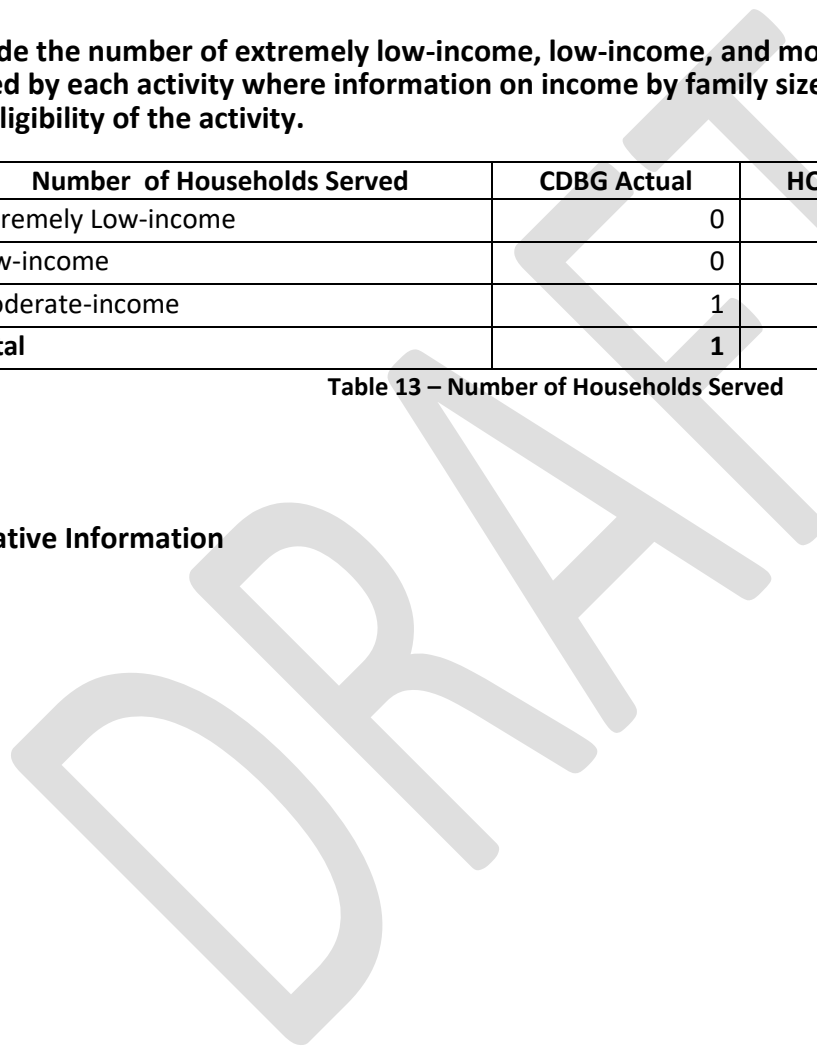 de the number of extremely low-income, low-income, and mo
ed by each activity where information on income by family size
ligibility of the activity.
Number of Households Served CDBG Actual HO
remely Low-income 0
w-income 0
oderate-income 1
tal 1
Table 13 – Number of Households Served
ative Information
DRAFT